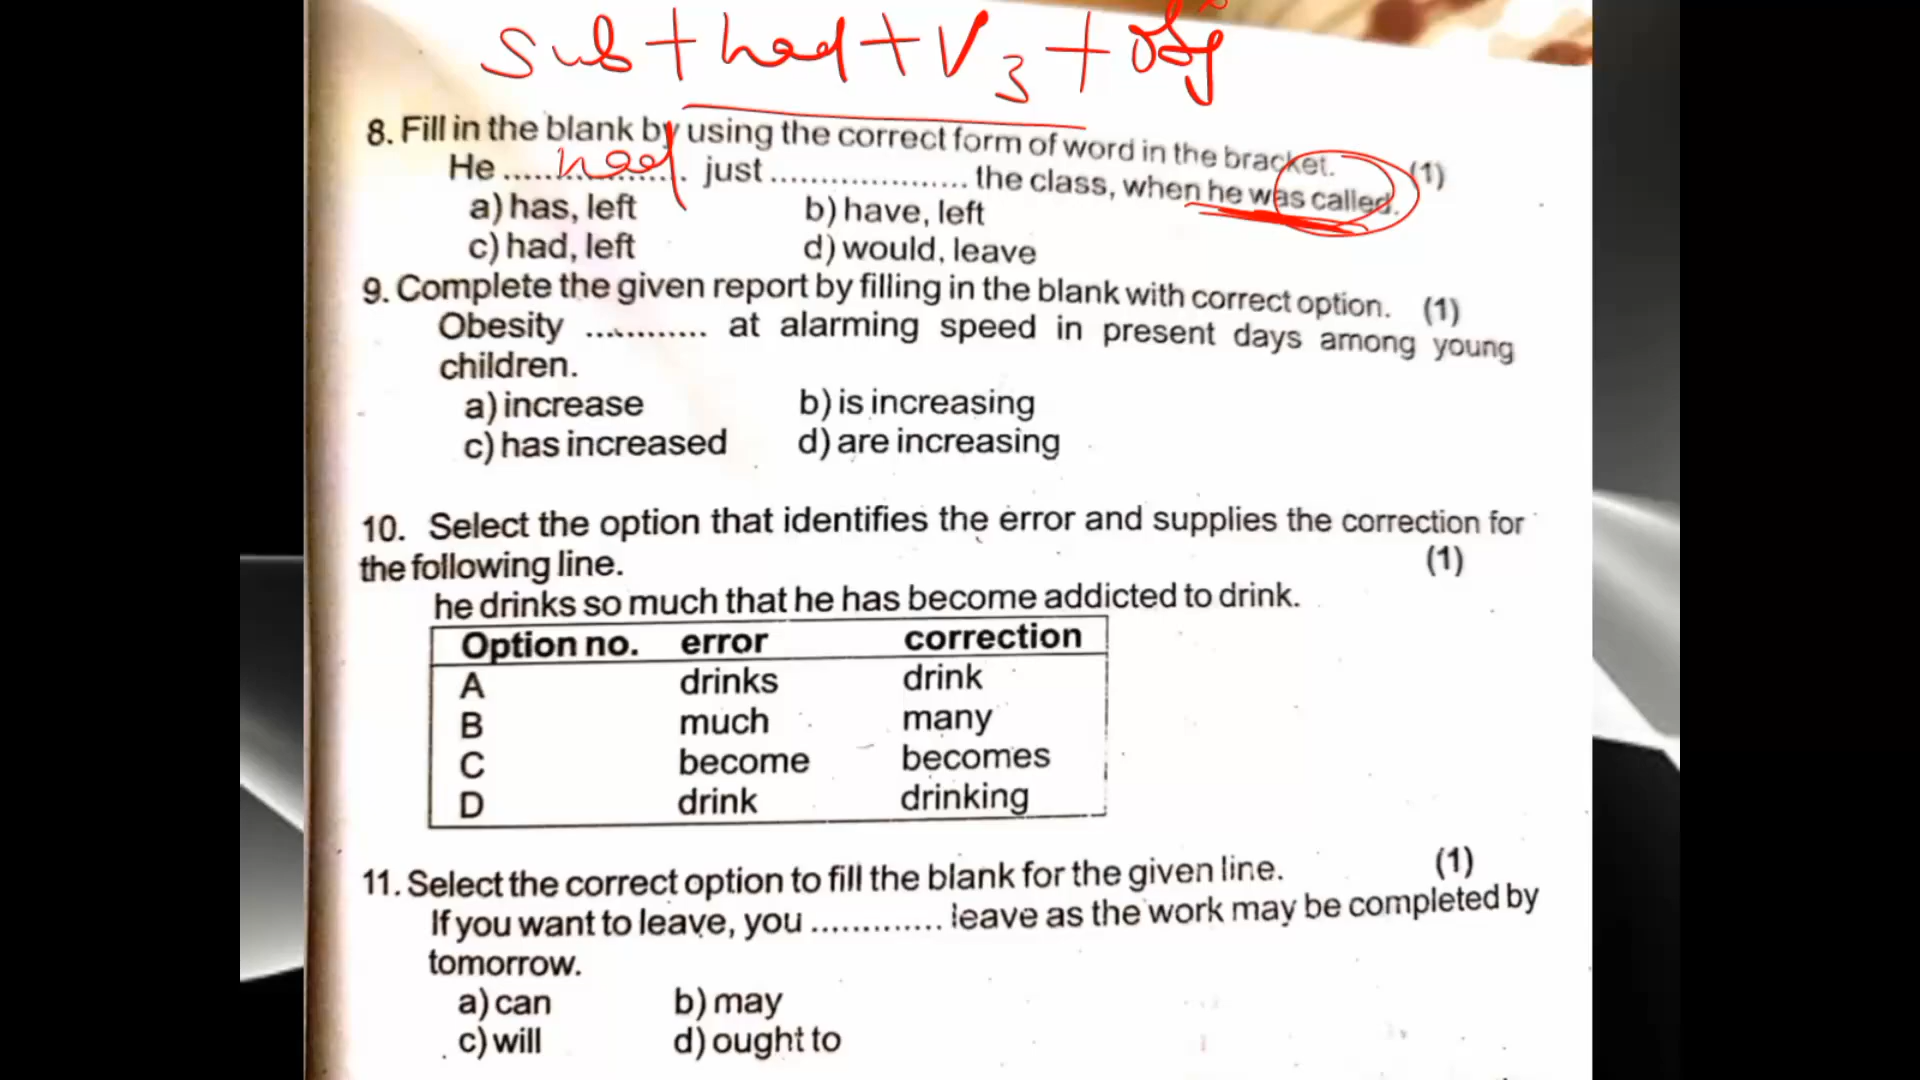 sub + had + V3 + obj
8. Fill in the blank by using the correct form of word in the bracket. (1)
He ....had.... just .................... the class, when he was called.
a) has, left b) have, left
c) had, left d) would, leave
9. Complete the given report by filling in the blank with correct option. (1)
Obesity ............ at alarming speed in present days among young
children.
a) increase b) is increasing
c) has increased d) are increasing
10. Select the option that identifies the error and supplies the correction for
the following line. (1)
he drinks so much that he has become addicted to drink.
Option no. error correction
A drinks drink
B much many
C become becomes
D drink drinking
11. Select the correct option to fill the blank for the given line. (1)
If you want to leave, you ............. leave as the work may be completed by
tomorrow.
a) can b) may
c) will d) ought to